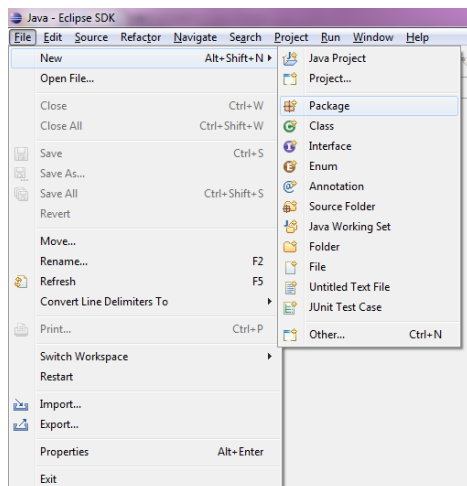 Java - Eclipse SDK
File Edit Source Refactor Navigate Search Project Run Window Help
New Alt+Shift+N
Open File...
Close Ctrl+W
Close All Ctrl+Shift+W
Save Ctrl+S
Save As...
Save All Ctrl+Shift+S
Revert
Move...
Rename... F2
Refresh F5
Convert Line Delimiters To
Print... Ctrl+P
Switch Workspace
Restart
Import...
Export...
Properties Alt+Enter
Exit
Java Project
Project...
Package
Class
Interface
Enum
Annotation
Source Folder
Java Working Set
Folder
File
Untitled Text File
JUnit Test Case
Other... Ctrl+N